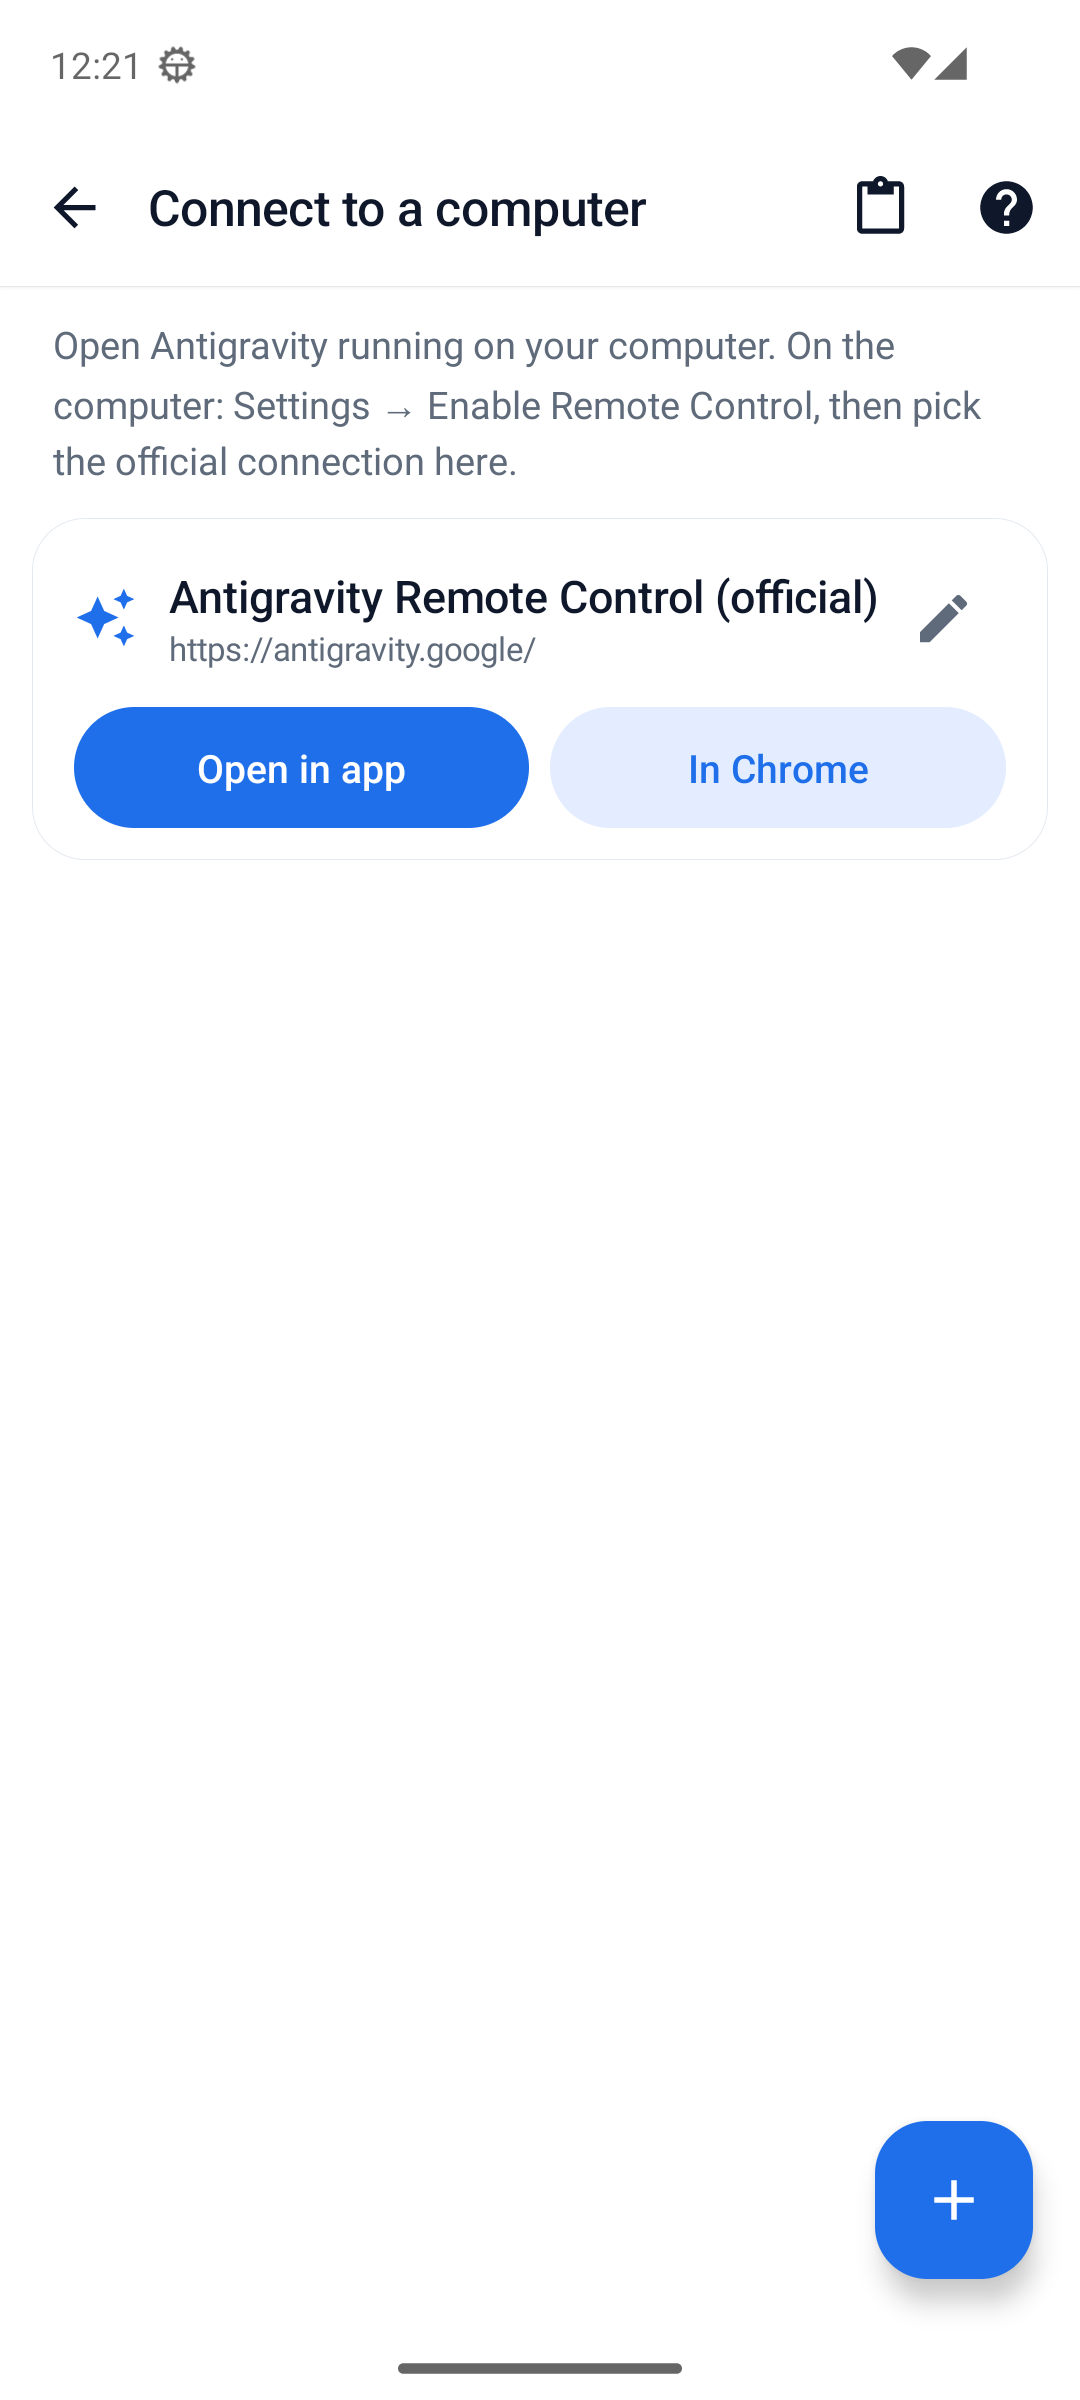 12:21
Connect to a computer
Open Antigravity running on your computer. On the
computer: Settings → Enable Remote Control, then pick
the official connection here.
Antigravity Remote Control (official)
https://antigravity.google/
Open in app
In Chrome